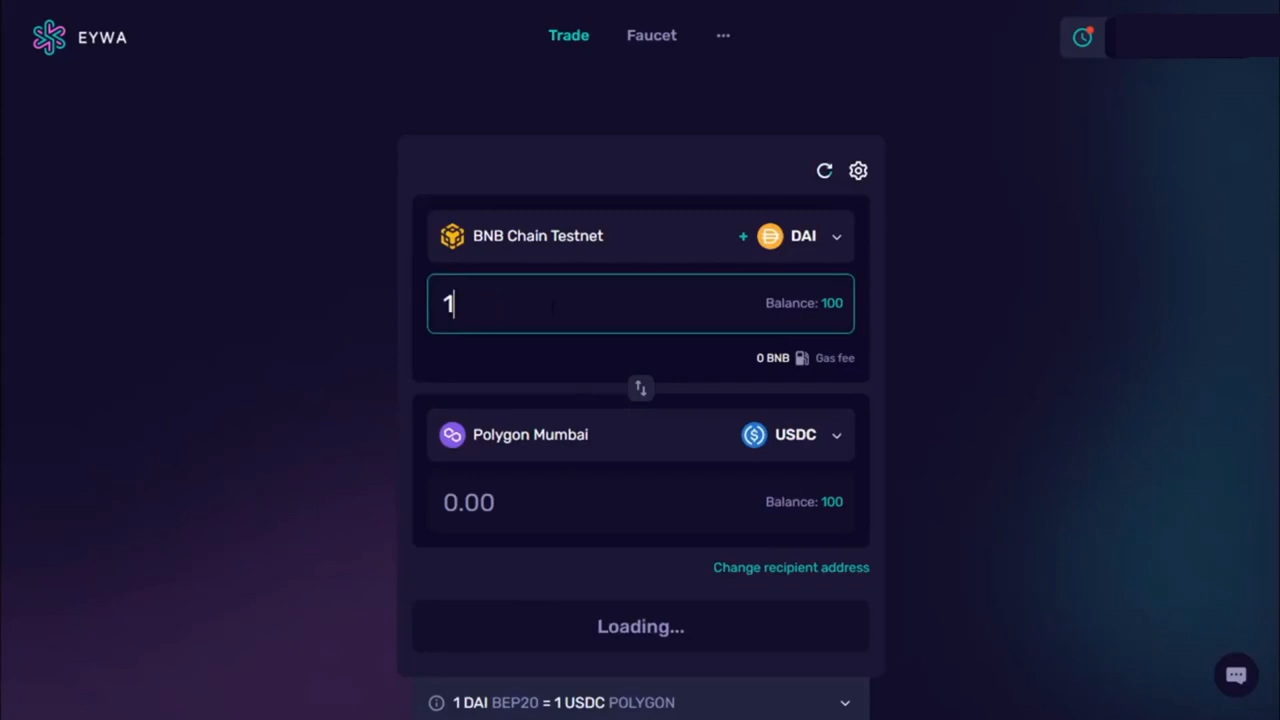 EYWA
Trade Faucet ...
BNB Chain Testnet + DAI
1 Balance: 100
0 BNB Gas fee
Polygon Mumbai USDC
0.00 Balance: 100
Change recipient address
Loading...
1 DAI BEP20 = 1 USDC POLYGON